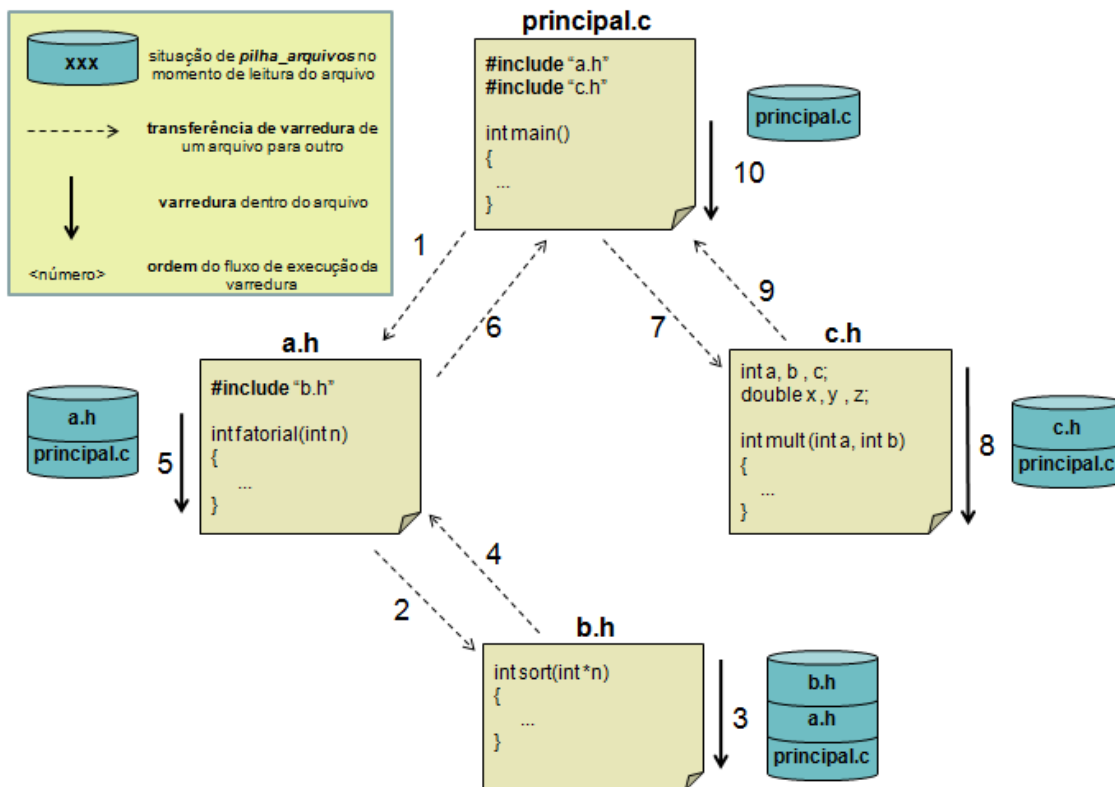 xxx
situação de pilha_arquivos no
momento de leitura do arquivo
transferência de varredura de
um arquivo para outro
varredura dentro do arquivo
<número>
ordem do fluxo de execução da
varredura
principal.c
#include “a.h”
#include “c.h”
int main()
{
...
}
10
principal.c
1
6
7
9
a.h
#include “b.h”
int fatorial(int n)
{
...
}
5
a.h
principal.c
c.h
int a, b , c;
double x , y , z;
int mult (int a, int b)
{
...
}
8
c.h
principal.c
2
4
b.h
int sort(int *n)
{
...
}
3
b.h
a.h
principal.c